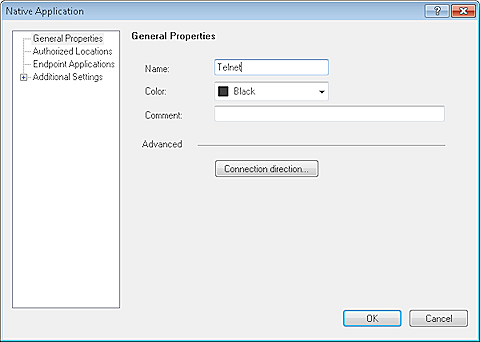 Native Application
General Properties
Authorized Locations
Endpoint Applications
Additional Settings
General Properties
Name: Telnet
Color: Black
Comment:
Advanced
Connection direction...
OK Cancel